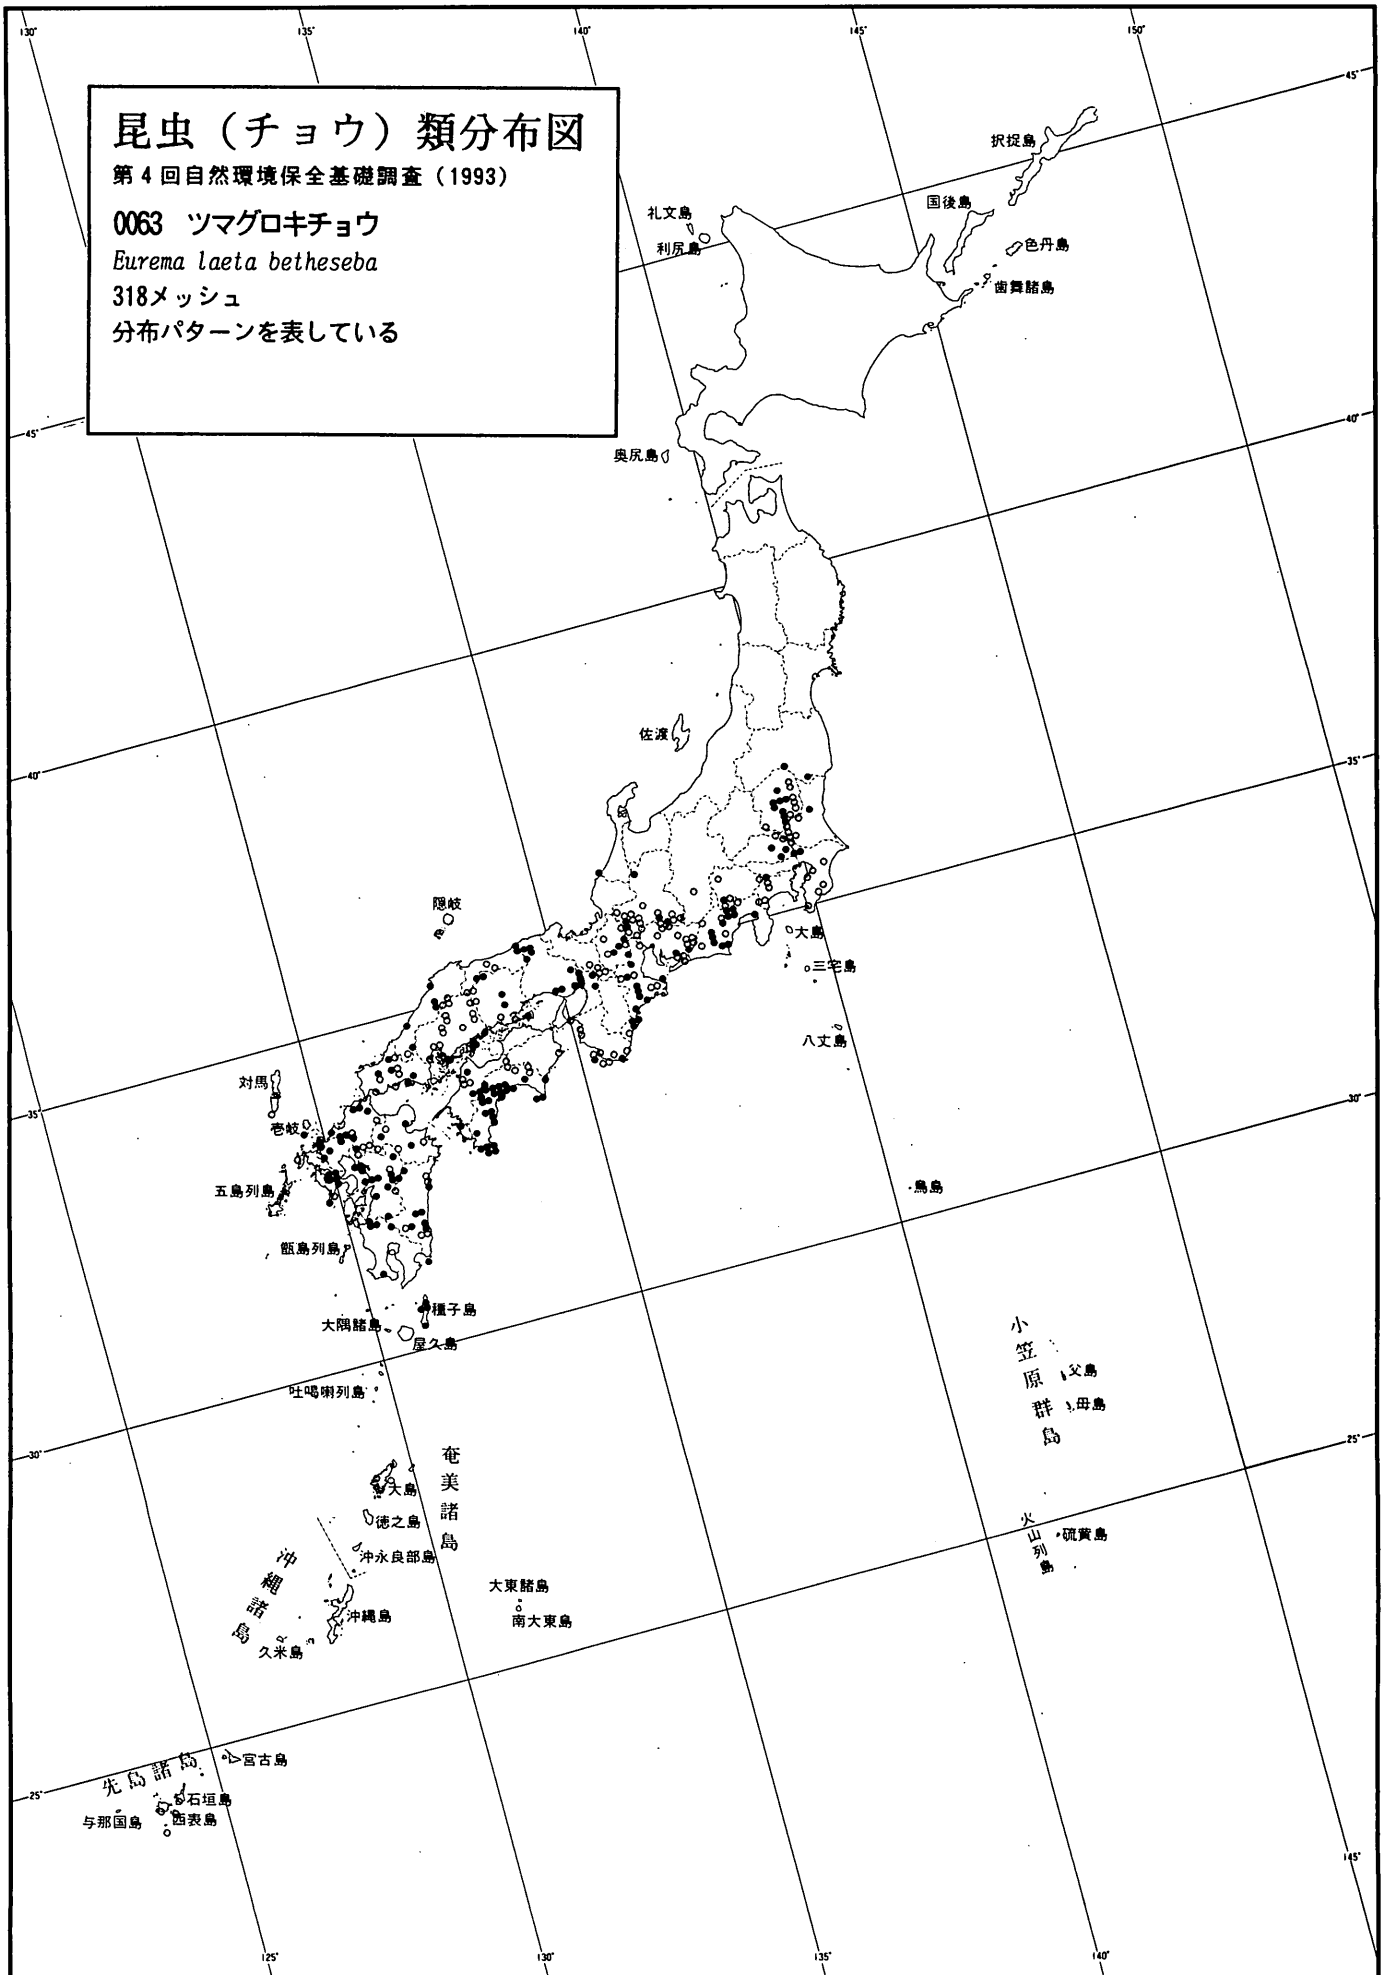 130°
135°
140°
145°
150°
45°
昆虫（チョウ）類分布図
第4回自然環境保全基礎調査（1993）
0063 ツマグロキチョウ
Eurema laeta betheseba
318メッシュ
分布パターンを表している
択捉島
国後島
礼文島
利尻島
色丹島
歯舞諸島
40°
45°
奥尻島
佐渡
35°
40°
隠岐
大島
三宅島
八丈島
対馬
30°
35°
壱岐
五島列島
鳥島
甑島列島
種子島
大隅諸島
屋久島
吐喝喇列島
小笠原群島
父島
母島
25°
30°
奄美諸島
大島
徳之島
火山列島
硫黄島
沖永良部島
沖縄諸島
大東諸島
沖縄島
南大東島
久米島
先島諸島
宮古島
25°
石垣島
与那国島
西表島
145°
125°
130°
135°
140°